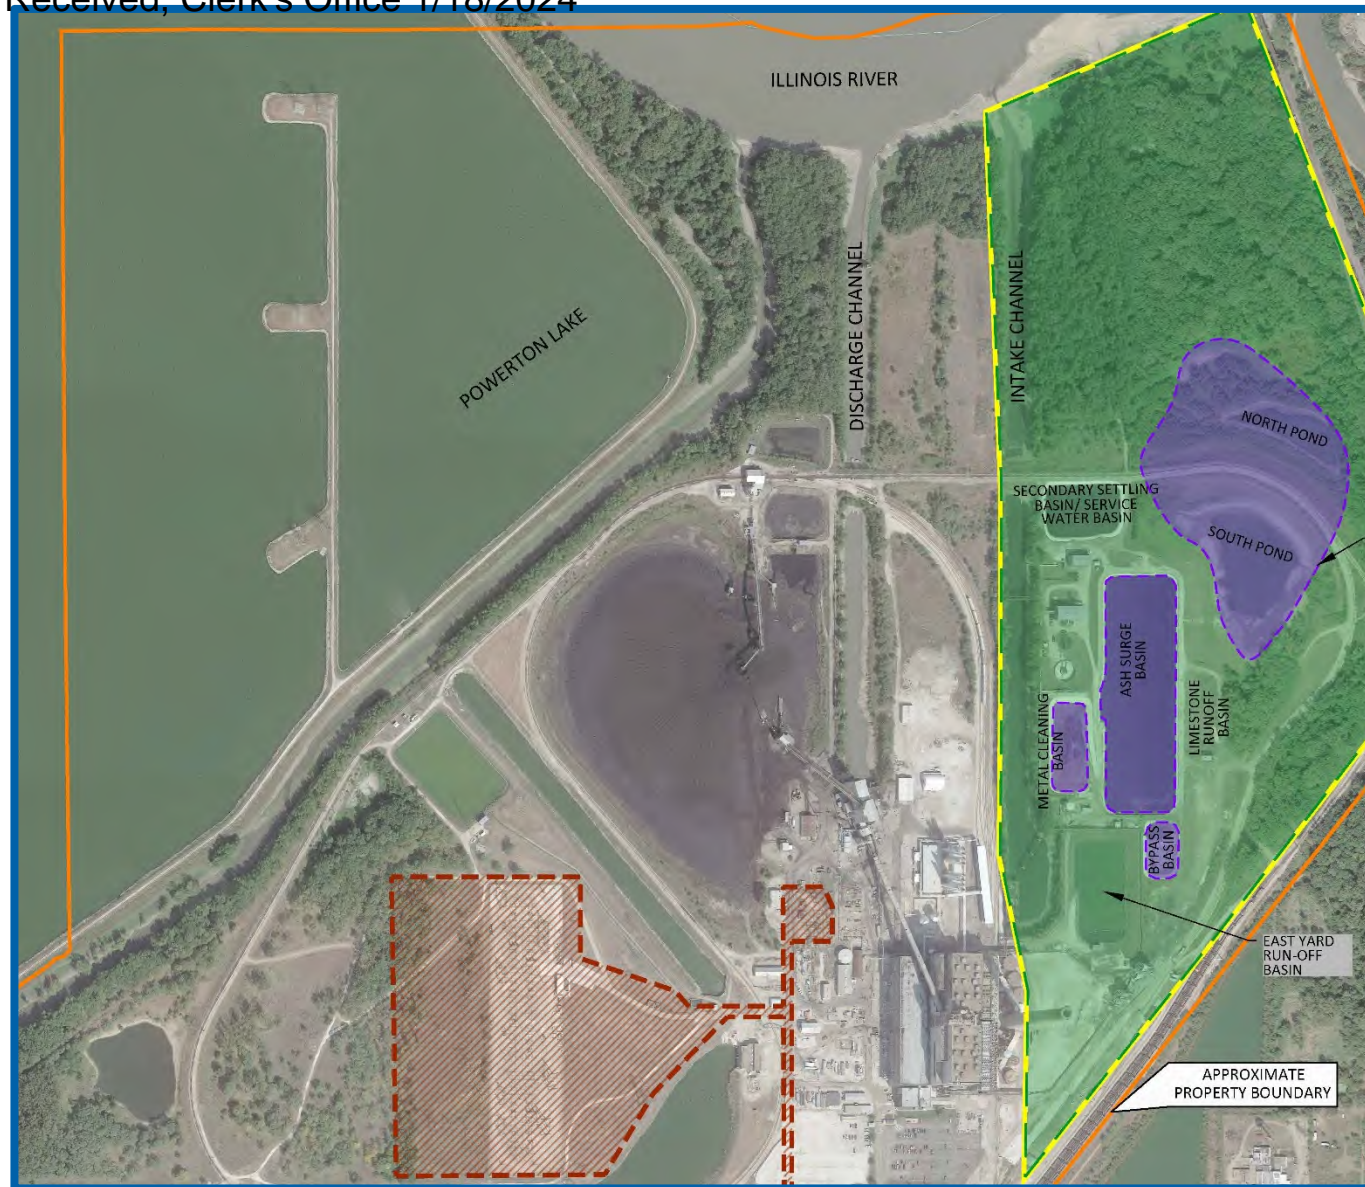 Received, Clerk's Office 1/18/2024
ILLINOIS RIVER
POWERTON LAKE
DISCHARGE CHANNEL
INTAKE CHANNEL
NORTH POND
SECONDARY SETTLING
BASIN/ SERVICE
WATER BASIN
SOUTH POND
ASH SURGE
BASIN
METAL CLEANING
BASIN
LIMESTONE
RUNOFF
BASIN
BYPASS
BASIN
EAST YARD
RUN-OFF
BASIN
APPROXIMATE
PROPERTY BOUNDARY